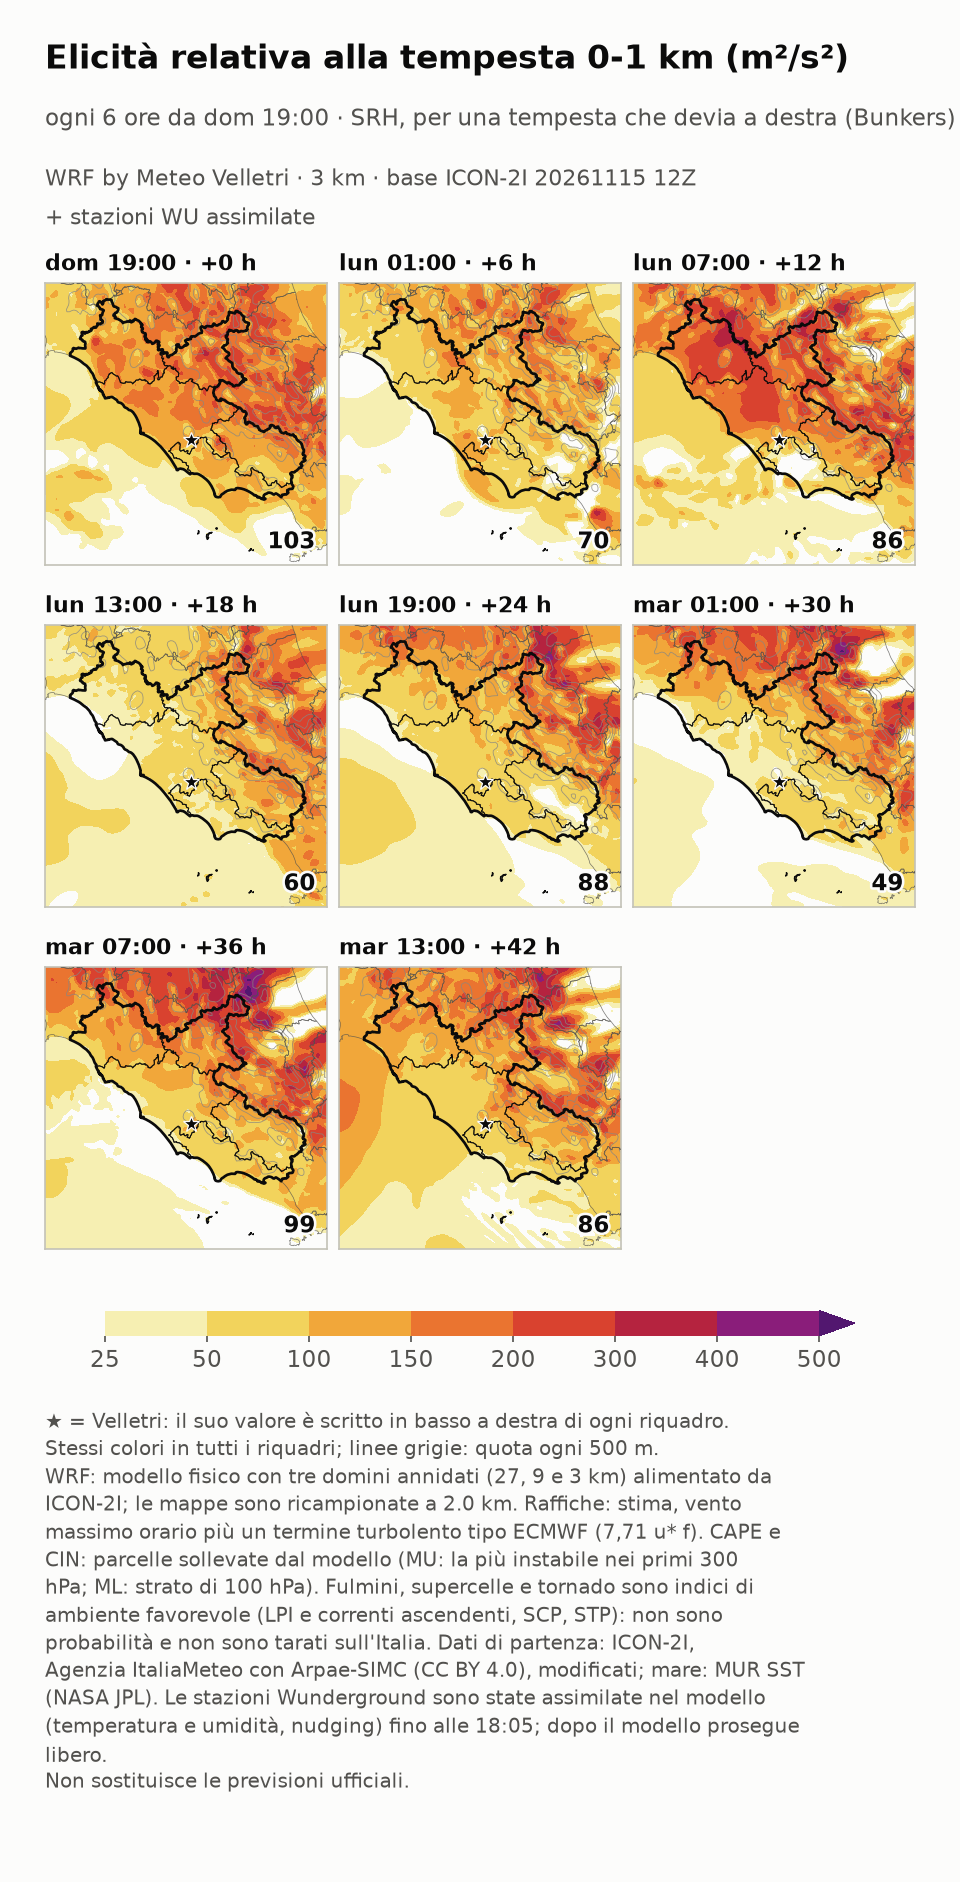 Elicità relativa alla tempesta 0-1 km (m²/s²)
ogni 6 ore da dom 19:00 · SRH, per una tempesta che devia a destra (Bunkers)
WRF by Meteo Velletri · 3 km · base ICON-2I 20261115 12Z
+ stazioni WU assimilate
dom 19:00 · +0 h
lun 01:00 · +6 h
lun 07:00 · +12 h
103
70
86
lun 13:00 · +18 h
lun 19:00 · +24 h
mar 01:00 · +30 h
60
88
49
mar 07:00 · +36 h
mar 13:00 · +42 h
99
86
25 50 100 150 200 300 400 500
★ = Velletri: il suo valore è scritto in basso a destra di ogni riquadro.
Stessi colori in tutti i riquadri; linee grigie: quota ogni 500 m.
WRF: modello fisico con tre domini annidati (27, 9 e 3 km) alimentato da
ICON-2I; le mappe sono ricampionate a 2.0 km. Raffiche: stima, vento
massimo orario più un termine turbolento tipo ECMWF (7,71 u* f). CAPE e
CIN: parcelle sollevate dal modello (MU: la più instabile nei primi 300
hPa; ML: strato di 100 hPa). Fulmini, supercelle e tornado sono indici di
ambiente favorevole (LPI e correnti ascendenti, SCP, STP): non sono
probabilità e non sono tarati sull'Italia. Dati di partenza: ICON-2I,
Agenzia ItaliaMeteo con Arpae-SIMC (CC BY 4.0), modificati; mare: MUR SST
(NASA JPL). Le stazioni Wunderground sono state assimilate nel modello
(temperatura e umidità, nudging) fino alle 18:05; dopo il modello prosegue
libero.
Non sostituisce le previsioni ufficiali.